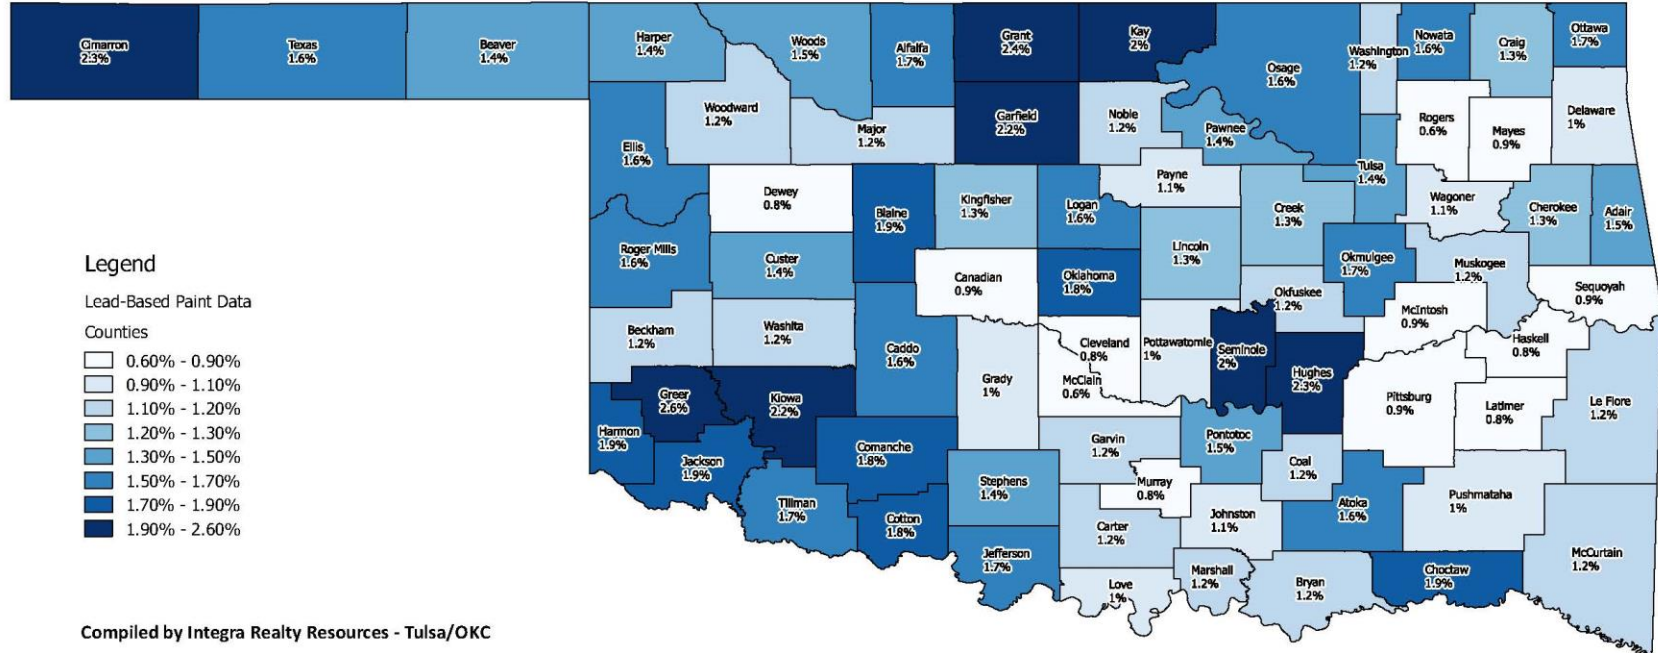 Cimarron
2.3%
Texas
1.6%
Beaver
1.4%
Harper
1.4%
Woods
1.5%
Alfalfa
1.7%
Grant
2.4%
Kay
2%
Osage
1.6%
Washington
1.2%
Nowata
1.6%
Craig
1.3%
Ottawa
1.7%
Woodward
1.2%
Major
1.2%
Garfield
2.2%
Noble
1.2%
Pawnee
1.4%
Rogers
0.6%
Mayes
0.9%
Delaware
1%
Ellis
1.6%
Dewey
0.8%
Blaine
1.9%
Kingfisher
1.3%
Logan
1.6%
Payne
1.1%
Creek
1.3%
Tulsa
1.4%
Wagoner
1.1%
Cherokee
1.3%
Adair
1.5%
Roger Mills
1.6%
Custer
1.4%
Canadian
0.9%
Oklahoma
1.8%
Lincoln
1.3%
Okmulgee
1.7%
Muskogee
1.2%
Sequoyah
0.9%
Okfuskee
1.2%
McIntosh
0.9%
Haskell
0.8%
Beckham
1.2%
Washita
1.2%
Caddo
1.6%
Grady
1%
Cleveland
0.8%
McClain
0.6%
Pottawatomie
1%
Seminole
2%
Hughes
2.3%
Pittsburg
0.9%
Latimer
0.8%
Le Flore
1.2%
Greer
2.6%
Kiowa
2.2%
Harmon
1.9%
Jackson
1.9%
Comanche
1.8%
Garvin
1.2%
Pontotoc
1.5%
Coal
1.2%
Tillman
1.7%
Cotton
1.8%
Stephens
1.4%
Murray
0.8%
Carter
1.2%
Johnston
1.1%
Atoka
1.6%
Pushmataha
1%
Jefferson
1.7%
Love
1%
Marshall
1.2%
Bryan
1.2%
Choctaw
1.9%
McCurtain
1.2%
Legend
Lead-Based Paint Data
Counties
0.60% - 0.90%
0.90% - 1.10%
1.10% - 1.20%
1.20% - 1.30%
1.30% - 1.50%
1.50% - 1.70%
1.70% - 1.90%
1.90% - 2.60%
Compiled by Integra Realty Resources - Tulsa/OKC